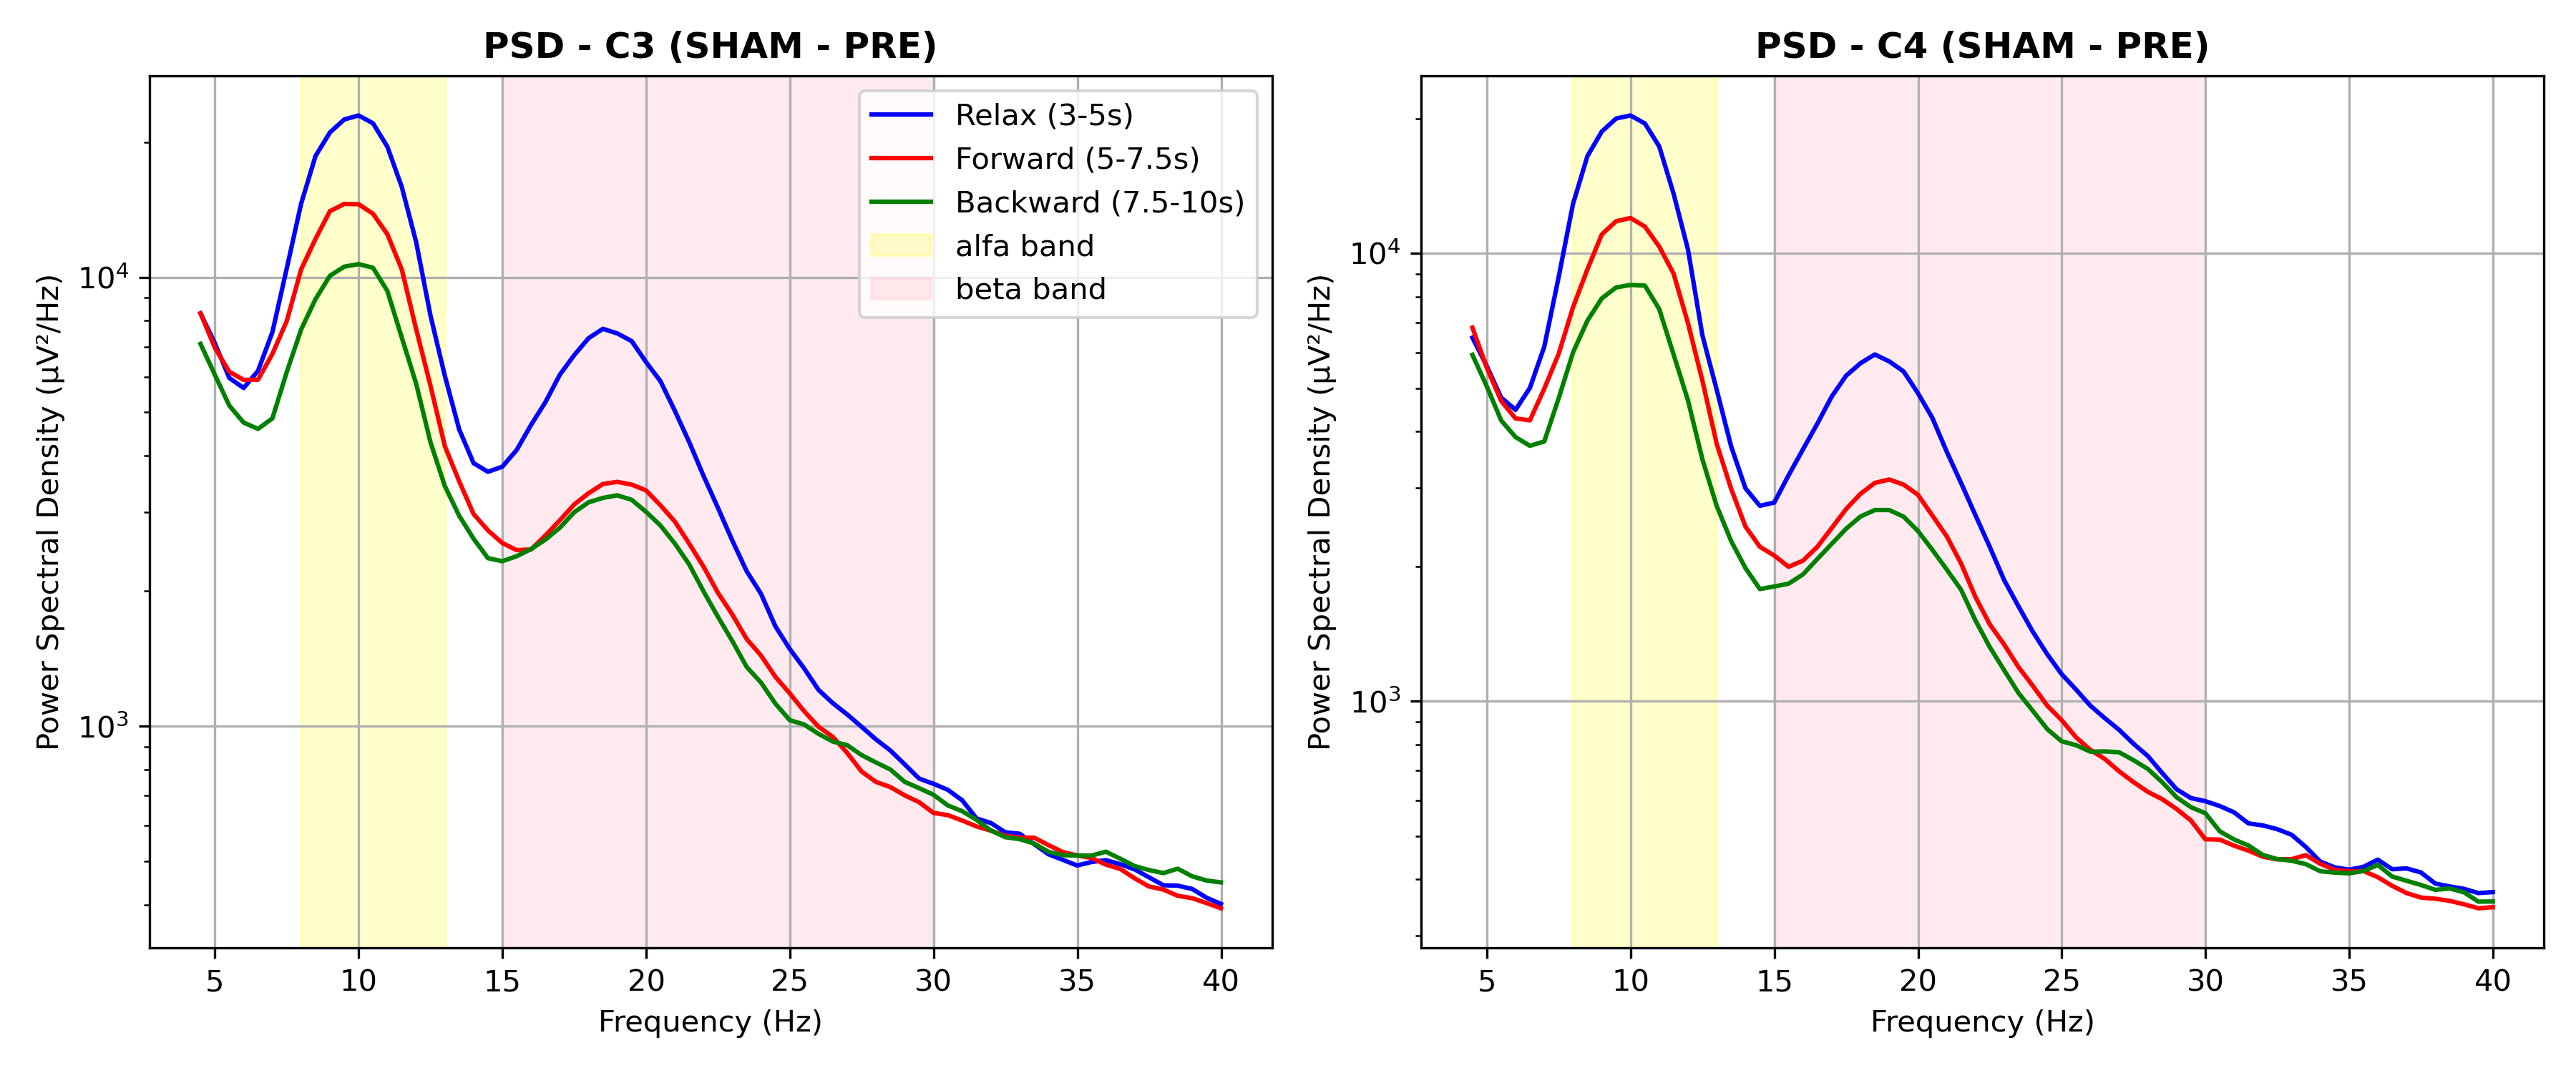 PSD - C3 (SHAM - PRE)
Power Spectral Density (µV²/Hz)
10⁴
10³
Relax (3-5s)
Forward (5-7.5s)
Backward (7.5-10s)
alfa band
beta band
5 10 15 20 25 30 35 40
Frequency (Hz)
PSD - C4 (SHAM - PRE)
Power Spectral Density (µV²/Hz)
10⁴
10³
5 10 15 20 25 30 35 40
Frequency (Hz)